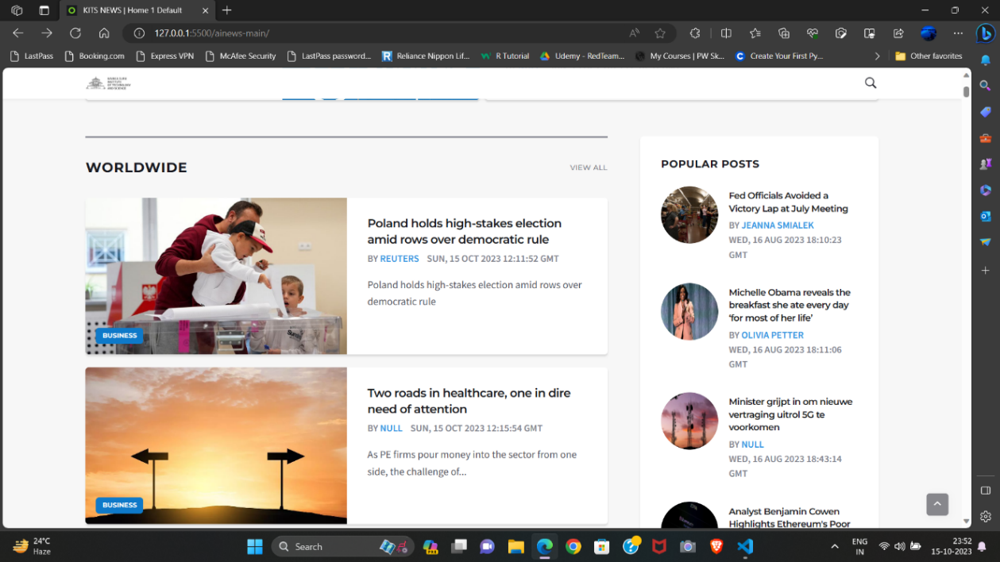 KITS NEWS | Home 1 Default
127.0.0.1:5500/ainews-main/
LastPass
Booking.com
Express VPN
McAfee Security
LastPass password...
Reliance Nippon Lif...
R Tutorial
Udemy - RedTeam...
My Courses | PW Sk...
Create Your First Py...
Other favorites
WORLDWIDE
VIEW ALL
Poland holds high-stakes election
amid rows over democratic rule
BY REUTERS SUN, 15 OCT 2023 12:11:52 GMT
Poland holds high-stakes election amid rows over
democratic rule
BUSINESS
Two roads in healthcare, one in dire
need of attention
BY NULL SUN, 15 OCT 2023 12:15:54 GMT
As PE firms pour money into the sector from one
side, the challenge of...
BUSINESS
POPULAR POSTS
Fed Officials Avoided a
Victory Lap at July Meeting
BY JEANNA SMIALEK
WED, 16 AUG 2023 18:10:23
GMT
Michelle Obama reveals the
breakfast she ate every day
‘for most of her life’
BY OLIVIA PETTER
WED, 16 AUG 2023 18:11:06
GMT
Minister grijpt in om nieuwe
vertraging uitrol 5G te
voorkomen
BY NULL
WED, 16 AUG 2023 18:43:14
GMT
Analyst Benjamin Cowen
Highlights Ethereum's Poor
24°C
Haze
Search
ENG
IN
23:52
15-10-2023